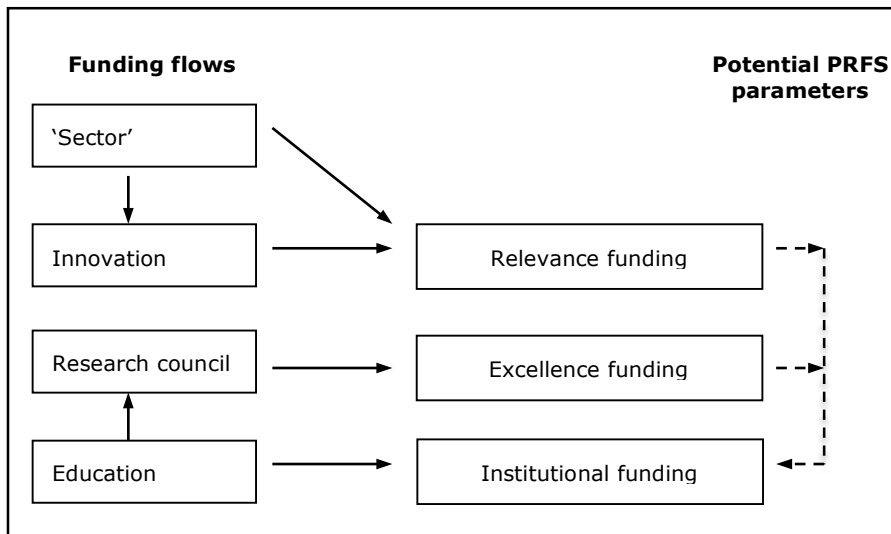 Funding flows
Potential PRFS
parameters
‘Sector’
Innovation
Relevance funding
Research council
Excellence funding
Education
Institutional funding